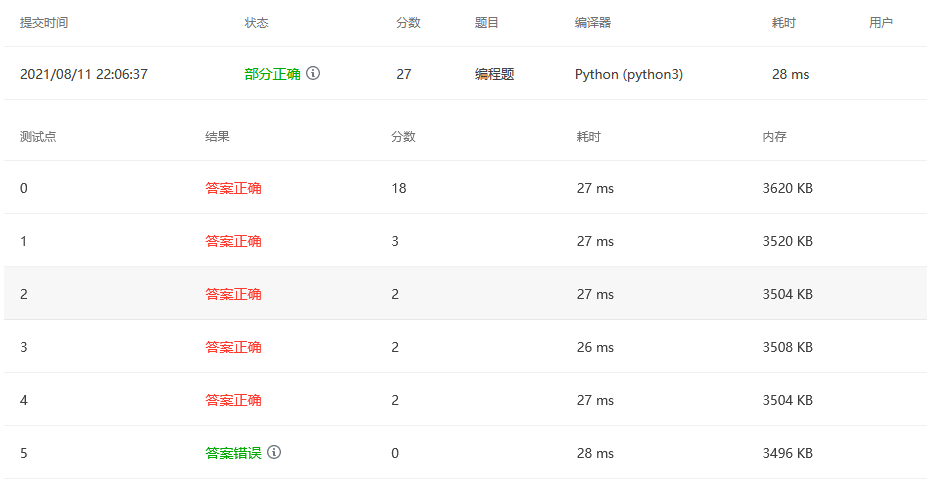 提交时间 状态 分数 题目 编译器 耗时 用户
2021/08/11 22:06:37 部分正确 27 编程题 Python (python3) 28 ms
测试点 结果 分数 耗时 内存
0 答案正确 18 27 ms 3620 KB
1 答案正确 3 27 ms 3520 KB
2 答案正确 2 27 ms 3504 KB
3 答案正确 2 26 ms 3508 KB
4 答案正确 2 27 ms 3504 KB
5 答案错误 0 28 ms 3496 KB